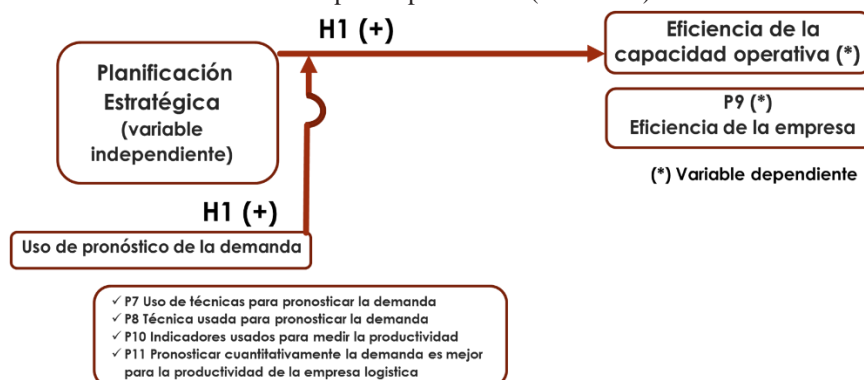 H1 (+)
Eficiencia de la
capacidad operativa (*)
Planificación
Estratégica
(variable
independiente)
P9 (*)
Eficiencia de la empresa
(*) Variable dependiente
H1 (+)
Uso de pronóstico de la demanda
✓ P7 Uso de técnicas para pronosticar la demanda
✓ P8 Técnica usada para pronosticar la demanda
✓ P10 Indicadores usados para medir la productividad
✓ P11 Pronosticar cuantitativamente la demanda es mejor
para la productividad de la empresa logistica